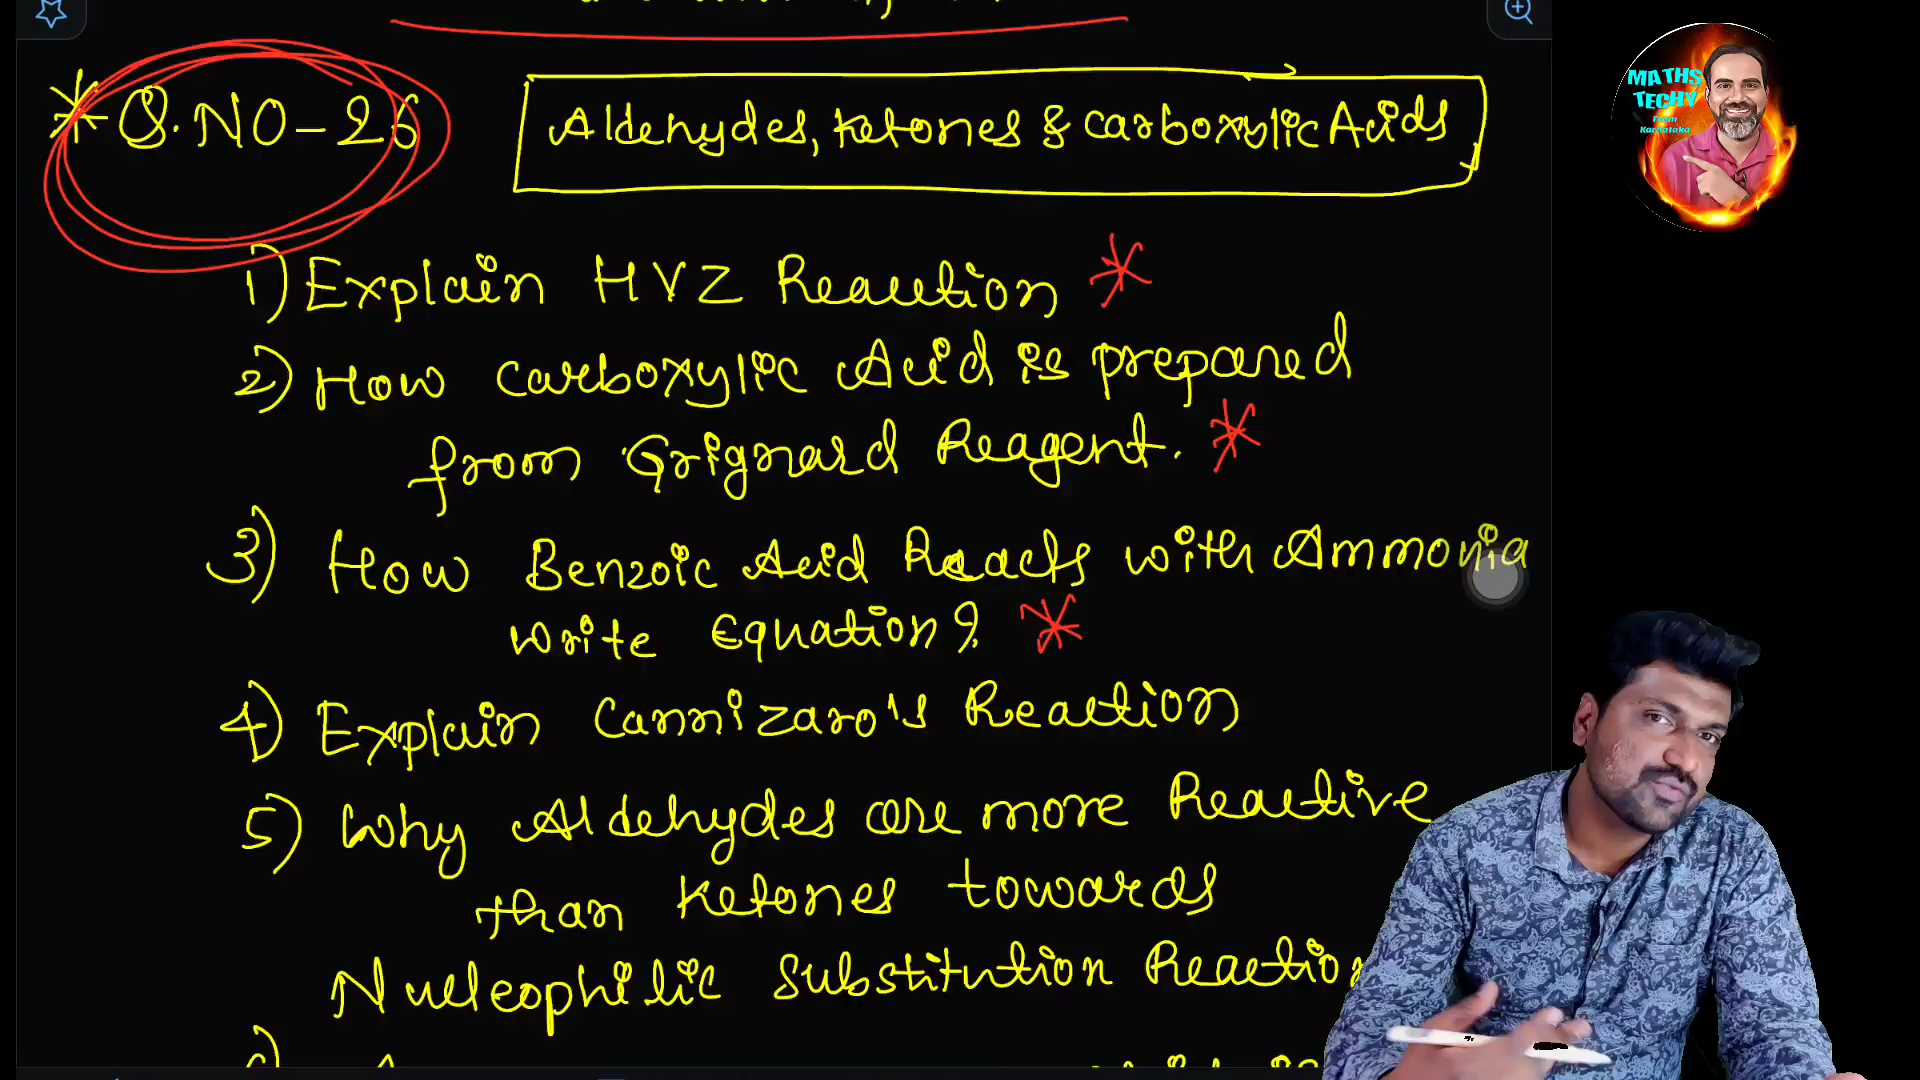 * Q.NO-26
Aldehydes, Ketones & carboxylic Acids
MATHS
TECHY
From
Karnataka
1) Explain HVZ Reaction *
2) How carboxylic Acid is prepared
from Grignard Reagent. *
3) How Benzoic Acid Reacts with Ammonia
write Equation? *
4) Explain Cannizaro's Reaction
5) Why Aldehydes are more Reactive
than Ketones towards
Nucleophilic Substitution Reaction